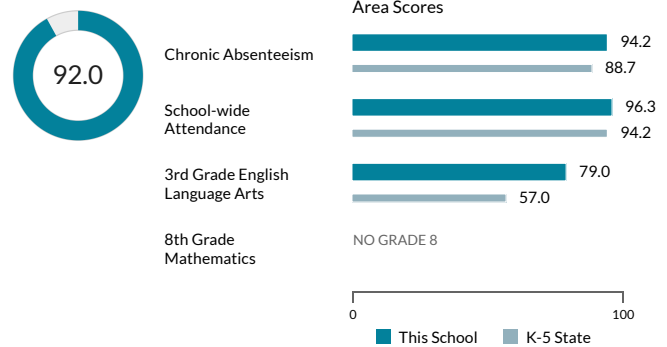 Area Scores
92.0
Chronic Absenteeism
94.2
88.7
School-wide
Attendance
96.3
94.2
3rd Grade English
Language Arts
79.0
57.0
8th Grade
Mathematics
NO GRADE 8
0 100
This School K-5 State